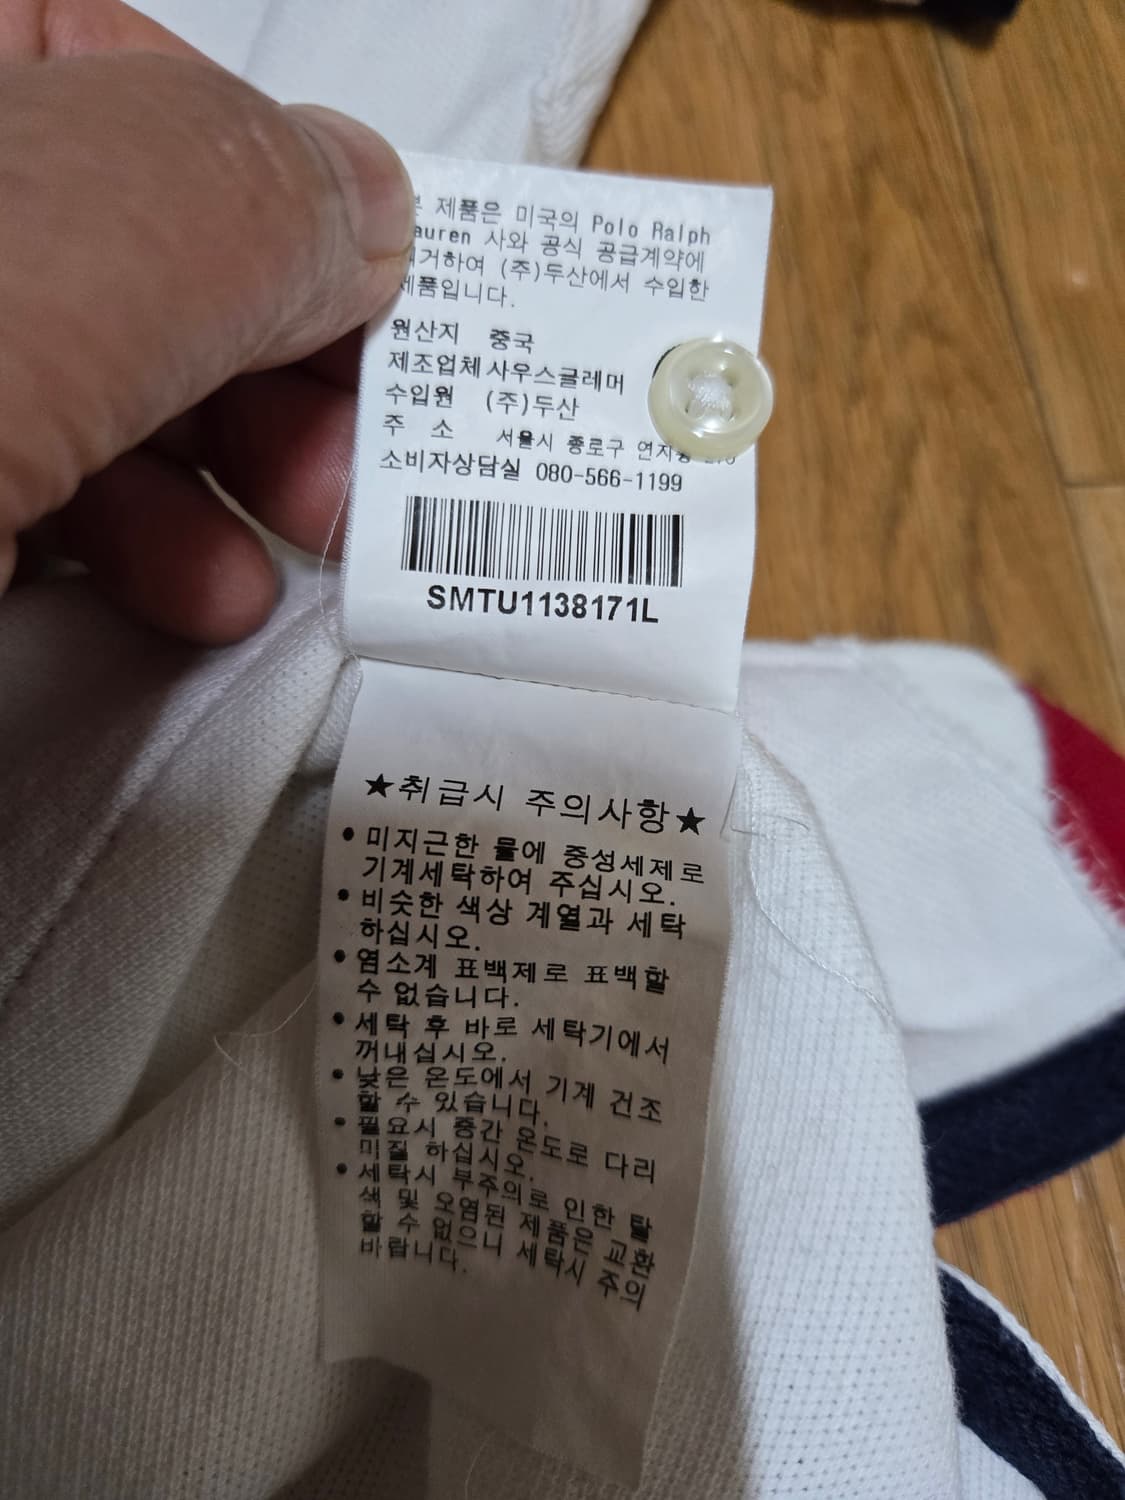 제품은 미국의 Polo Ralph
auren 사와 공식 공급계약에
거하여 (주)두산에서 수입한
제품입니다.
원산지 중국
제조업체 사우스글레머
수입원 (주)두산
주 소 서울시 종로구 연지동
소비자상담실 080-566-1199
SMTU1138171L
★취급시 주의사항★
• 미지근한 물에 중성세제로
기계세탁하여 주십시오.
• 비슷한 색상 계열과 세탁
하십시오.
• 염소계 표백제로 표백할
수 없습니다.
• 세탁 후 바로 세탁기에서
꺼내십시오.
• 낮은 온도에서 기계 건조
할 수 있습니다.
• 필요시 중간 온도로 다리
미질 하십시오.
• 세탁시 부주의로 인한 탈
색 및 오염된 제품은 교환
할 수 없으니 세탁시 주의
바랍니다.